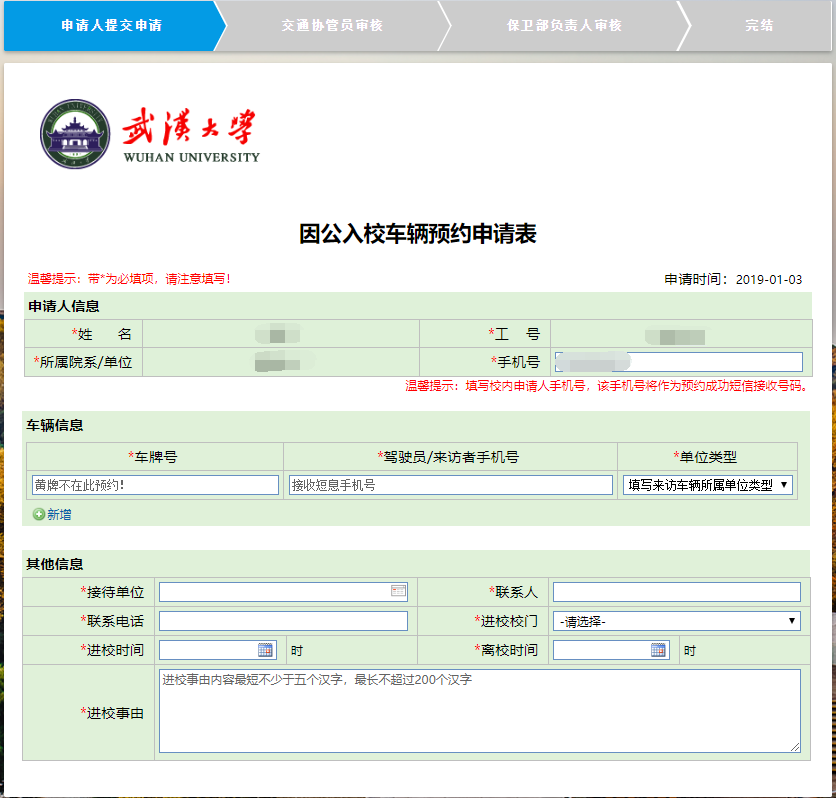 申请人提交申请 交通协管员审核 保卫部负责人审核 完结
武汉大学
WUHAN UNIVERSITY
因公入校车辆预约申请表
温馨提示：带*为必填项，请注意填写！ 申请时间：2019-01-03
申请人信息
*姓 名 *工 号
*所属院系/单位 *手机号
温馨提示：填写校内申请人手机号，该手机号将作为预约成功短信接收号码。
车辆信息
*车牌号 *驾驶员/来访者手机号 *单位类型
黄牌不在此预约！ 接收短息手机号 填写来访车辆所属单位类型
新增
其他信息
*接待单位 *联系人
*联系电话 *进校校门 -请选择-
*进校时间 时 *离校时间 时
*进校事由 进校事由内容最短不少于五个汉字，最长不超过200个汉字